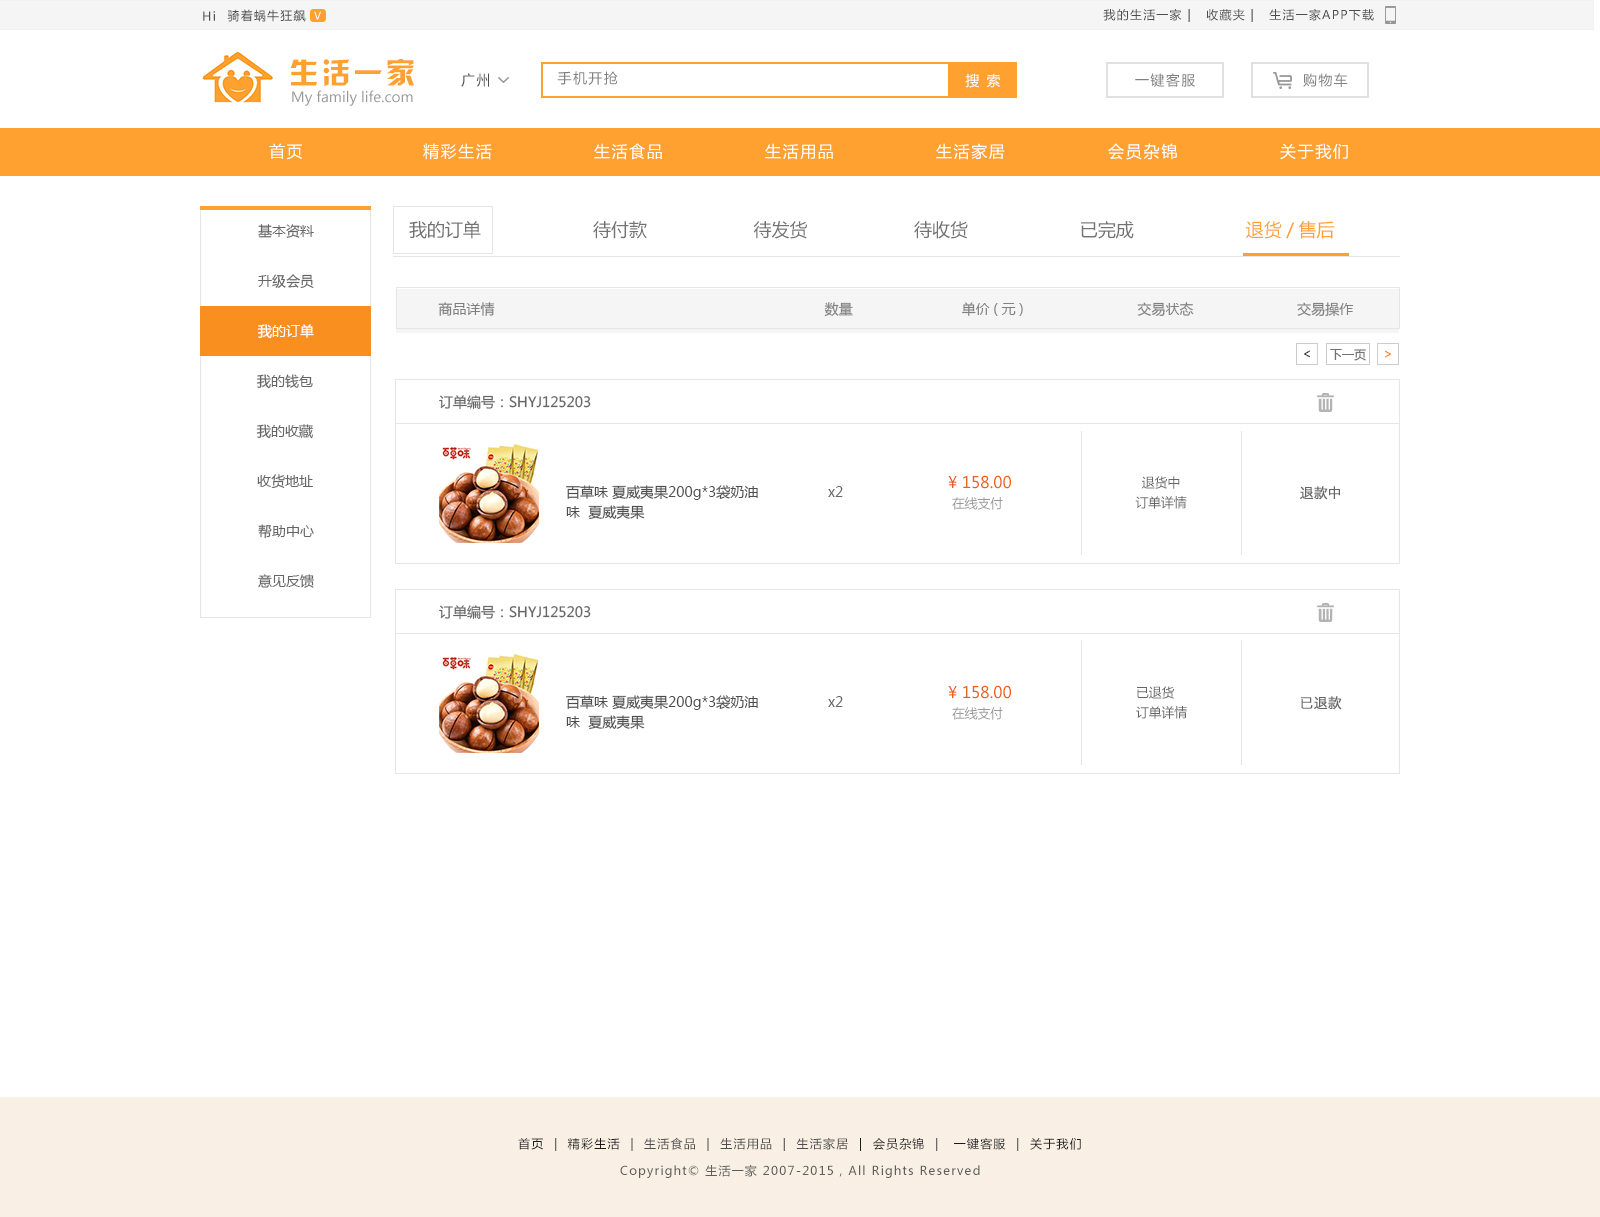 Hi 骑着蜗牛狂飙 V
我的生活一家 | 收藏夹 | 生活一家APP下载
生活一家
My family life.com
广州
手机开抢
搜 索
一键客服
购物车
首页 精彩生活 生活食品 生活用品 生活家居 会员杂锦 关于我们
基本资料
升级会员
我的订单
我的钱包
我的收藏
收货地址
帮助中心
意见反馈
我的订单 待付款 待发货 待收货 已完成 退货 / 售后
商品详情 数量 单价 ( 元 ) 交易状态 交易操作
< 下一页 >
订单编号：SHYJ125203
百草味
百草味 夏威夷果200g*3袋奶油
味 夏威夷果
x2
¥ 158.00
在线支付
退货中
订单详情
退款中
订单编号：SHYJ125203
百草味
百草味 夏威夷果200g*3袋奶油
味 夏威夷果
x2
¥ 158.00
在线支付
已退货
订单详情
已退款
首页 | 精彩生活 | 生活食品 | 生活用品 | 生活家居 | 会员杂锦 | 一键客服 | 关于我们
Copyright© 生活一家 2007-2015 , All Rights Reserved